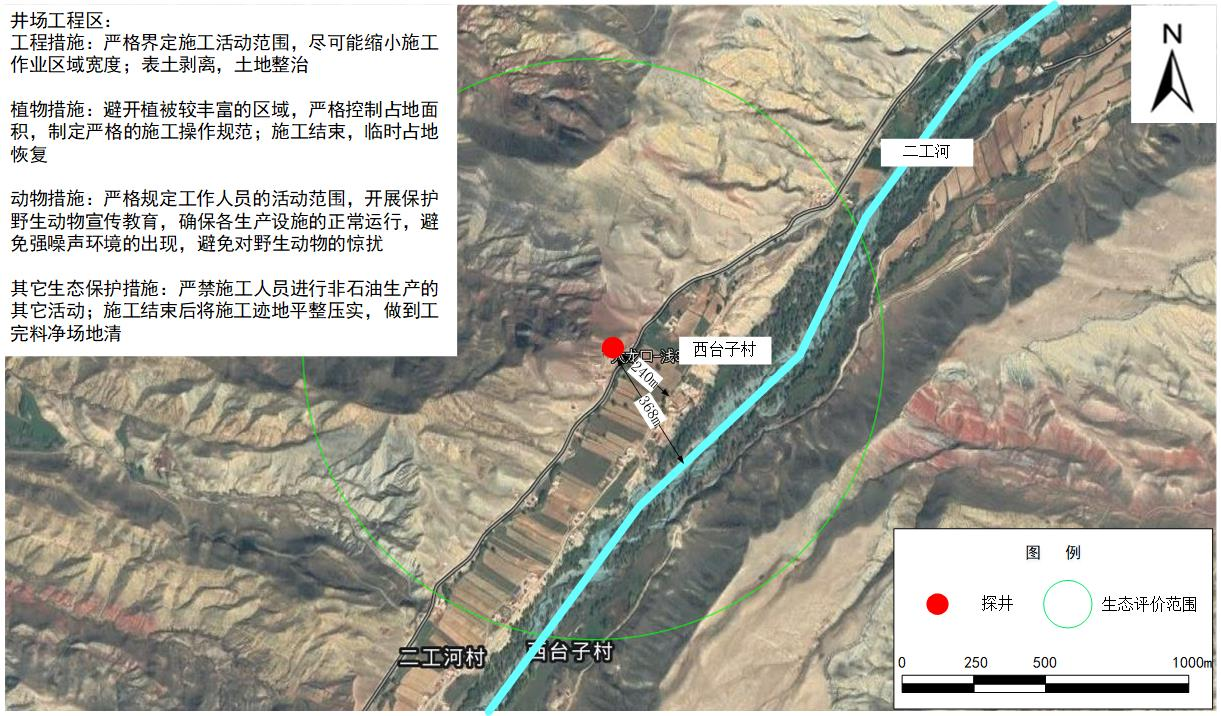 井场工程区：
工程措施：严格界定施工活动范围，尽可能缩小施工
作业区域宽度；表土剥离，土地整治
植物措施：避开植被较丰富的区域，严格控制占地面
积，制定严格的施工操作规范；施工结束，临时占地
恢复
动物措施：严格规定工作人员的活动范围，开展保护
野生动物宣传教育，确保各生产设施的正常运行，避
免强噪声环境的出现，避免对野生动物的惊扰
其它生态保护措施：严禁施工人员进行非石油生产的
其它活动；施工结束后将施工迹地平整压实，做到工
完料净场地清
N
二工河
西台子村
240m
368m
二工河村
西台子村
图 例
探井
生态评价范围
0 250 500 1000m